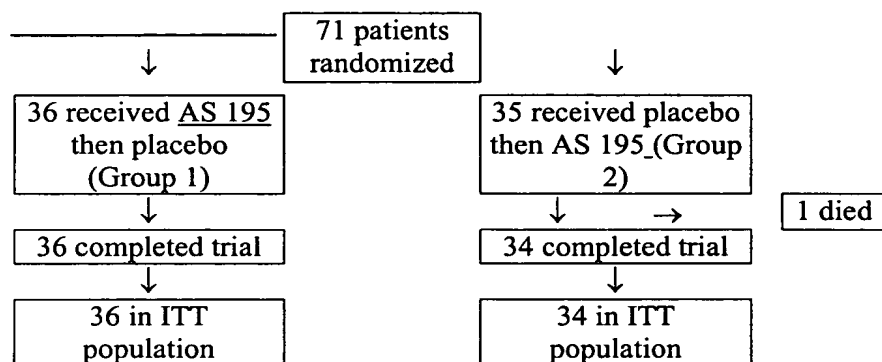 71 patients
randomized
↓ ↓
36 received AS 195
then placebo
(Group 1)
35 received placebo
then AS 195 (Group
2)
↓ ↓ →
1 died
36 completed trial
34 completed trial
↓ ↓
36 in ITT
population
34 in ITT
population